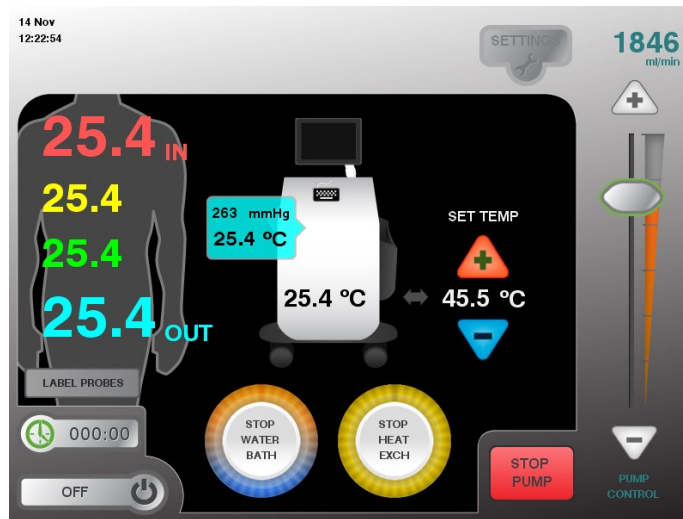 14 Nov
12:22:54
SETTINGS
1846
ml/min
25.4 IN
25.4
25.4
25.4 OUT
LABEL PROBES
000:00
OFF
263 mmHg
25.4 ºC
25.4 ºC
SET TEMP
45.5 ºC
STOP
WATER
BATH
STOP
HEAT
EXCH
STOP
PUMP
PUMP
CONTROL